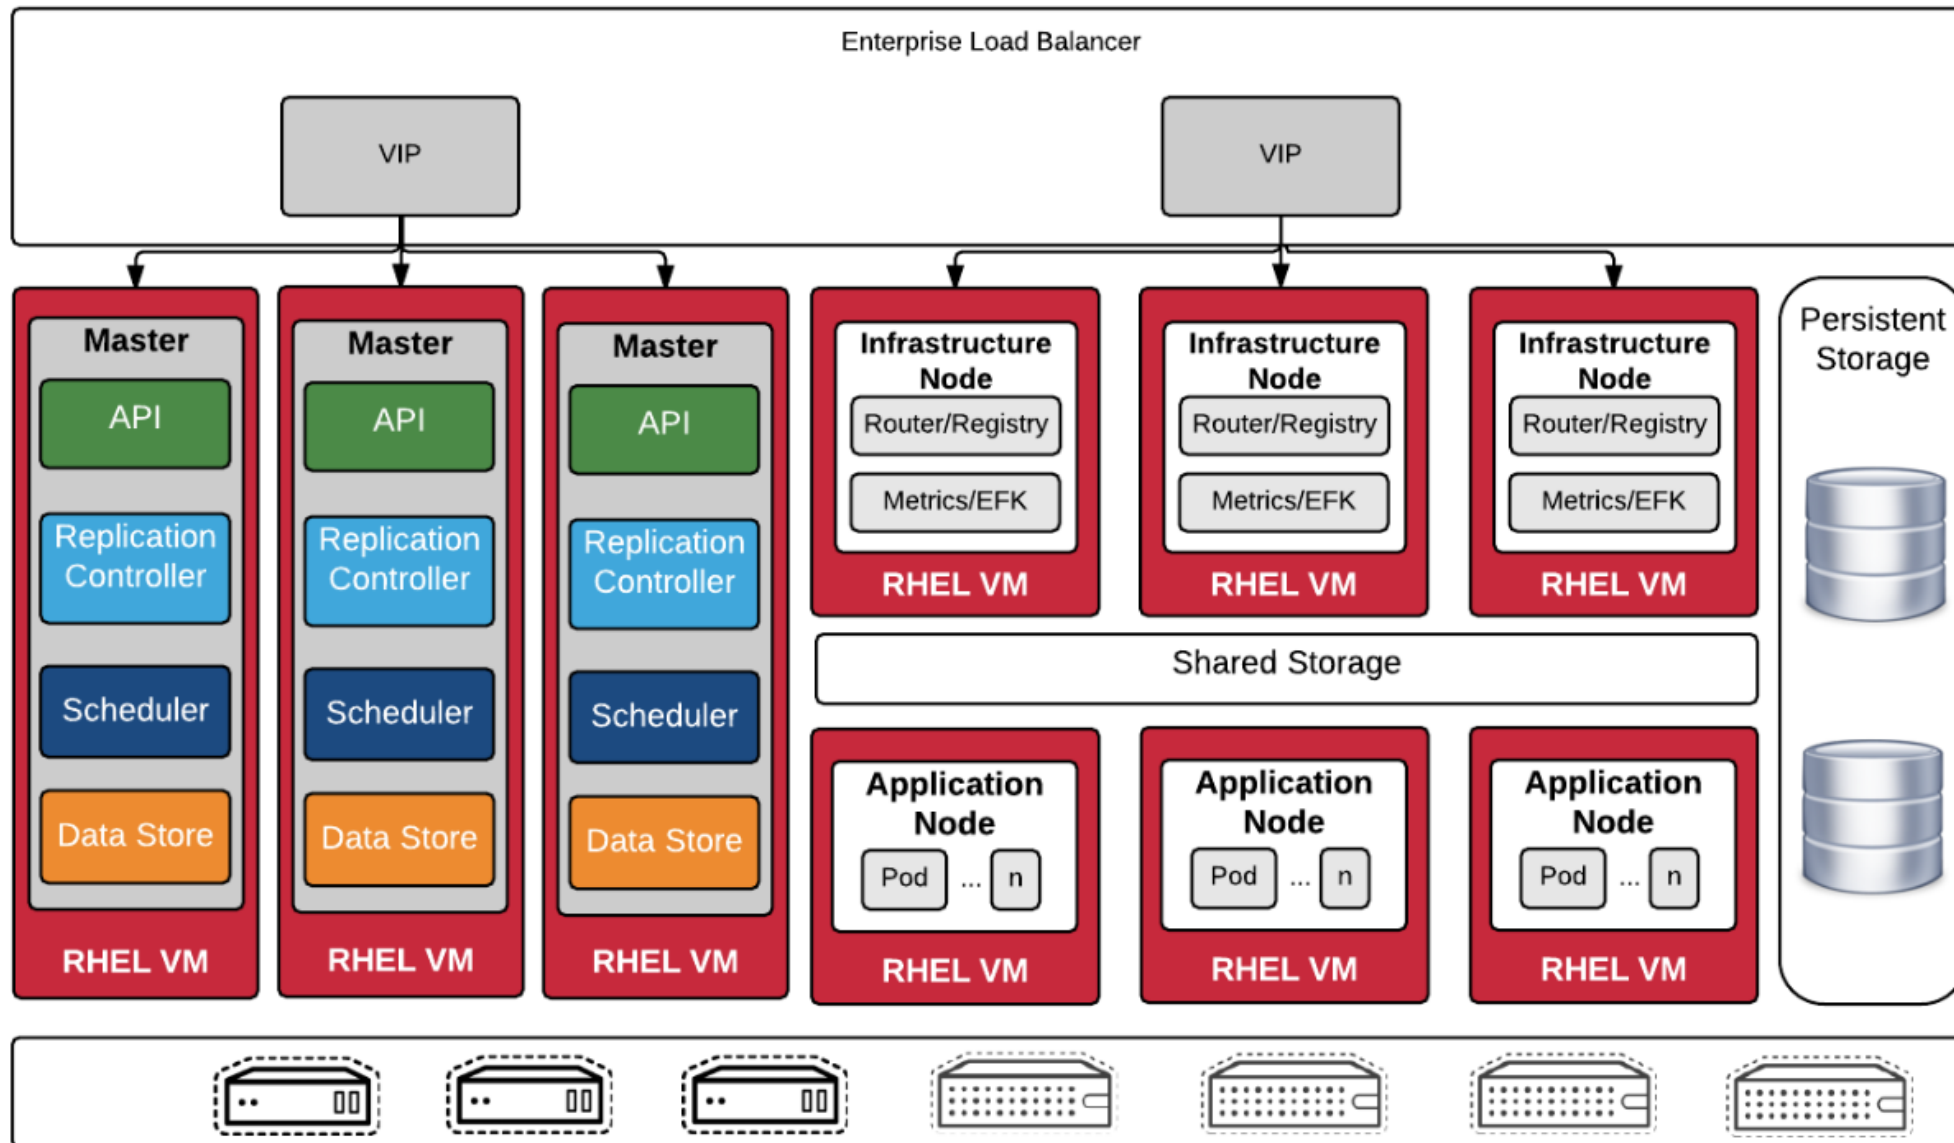 Enterprise Load Balancer
VIP
VIP
Master
API
Replication
Controller
Scheduler
Data Store
RHEL VM
Master
API
Replication
Controller
Scheduler
Data Store
RHEL VM
Master
API
Replication
Controller
Scheduler
Data Store
RHEL VM
Infrastructure
Node
Router/Registry
Metrics/EFK
RHEL VM
Infrastructure
Node
Router/Registry
Metrics/EFK
RHEL VM
Infrastructure
Node
Router/Registry
Metrics/EFK
RHEL VM
Shared Storage
Application
Node
Pod ... n
RHEL VM
Application
Node
Pod ... n
RHEL VM
Application
Node
Pod ... n
RHEL VM
Persistent
Storage